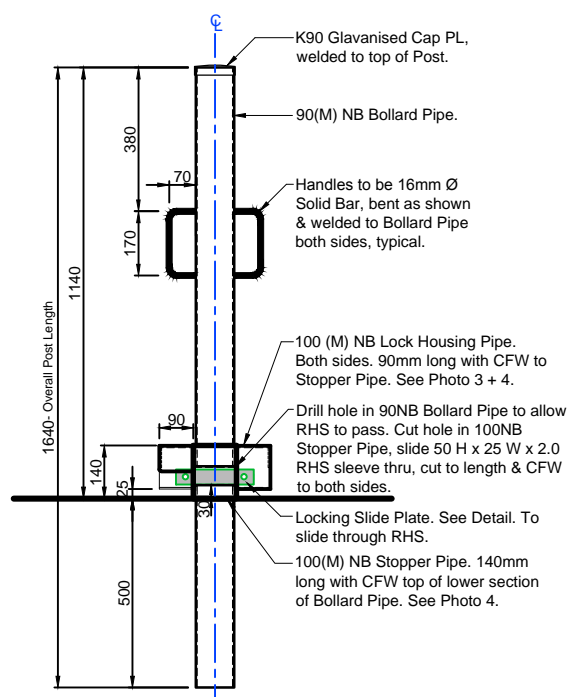 ℄
K90 Glavanised Cap PL,
welded to top of Post.
90(M) NB Bollard Pipe.
380
70
Handles to be 16mm Ø
Solid Bar, bent as shown
& welded to Bollard Pipe
both sides, typical.
170
1140
1640- Overall Post Length
100 (M) NB Lock Housing Pipe.
Both sides. 90mm long with CFW to
Stopper Pipe. See Photo 3 + 4.
90
Drill hole in 90NB Bollard Pipe to allow
RHS to pass. Cut hole in 100NB
Stopper Pipe, slide 50 H x 25 W x 2.0
RHS sleeve thru, cut to length & CFW
to both sides.
140
25
30
Locking Slide Plate. See Detail. To
slide through RHS.
100(M) NB Stopper Pipe. 140mm
long with CFW top of lower section
of Bollard Pipe. See Photo 4.
500